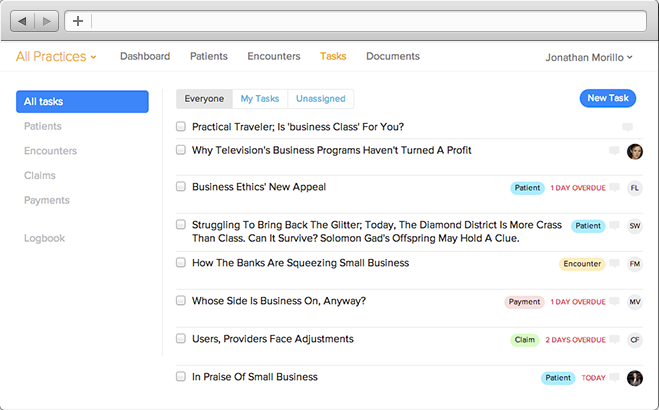 All Practices
Dashboard
Patients
Encounters
Tasks
Documents
Jonathan Morillo
All tasks
Patients
Encounters
Claims
Payments
Logbook
Everyone
My Tasks
Unassigned
New Task
Practical Traveler; Is 'business Class' For You?
Why Television's Business Programs Haven't Turned A Profit
Business Ethics' New Appeal
Patient
1 DAY OVERDUE
FL
Struggling To Bring Back The Glitter; Today, The Diamond District Is More Crass
Than Class. Can It Survive? Solomon Gad's Offspring May Hold A Clue.
Patient
SW
How The Banks Are Squeezing Small Business
Encounter
FM
Whose Side Is Business On, Anyway?
Payment
1 DAY OVERDUE
MV
Users, Providers Face Adjustments
Claim
2 DAYS OVERDUE
CF
In Praise Of Small Business
Patient
TODAY